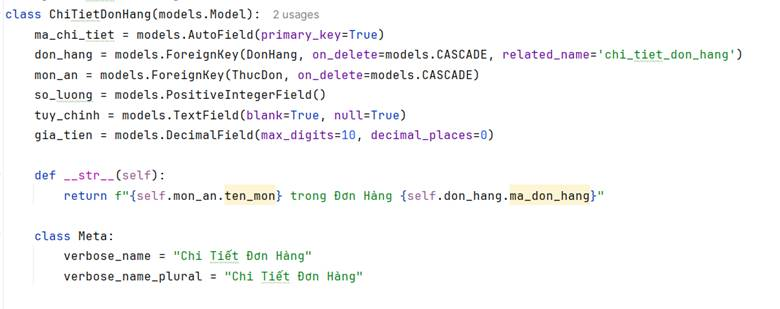 class ChiTietDonHang(models.Model):  2 usages
    ma_chi_tiet = models.AutoField(primary_key=True)
    don_hang = models.ForeignKey(DonHang, on_delete=models.CASCADE, related_name='chi_tiet_don_hang')
    mon_an = models.ForeignKey(ThucDon, on_delete=models.CASCADE)
    so_luong = models.PositiveIntegerField()
    tuy_chinh = models.TextField(blank=True, null=True)
    gia_tien = models.DecimalField(max_digits=10, decimal_places=0)
    def __str__(self):
        return f"{self.mon_an.ten_mon} trong Đơn Hàng {self.don_hang.ma_don_hang}"
    class Meta:
        verbose_name = "Chi Tiết Đơn Hàng"
        verbose_name_plural = "Chi Tiết Đơn Hàng"